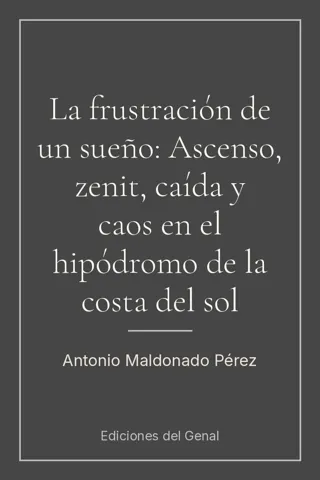 La frustración de
un sueño: Ascenso,
zenit, caída y
caos en el
hipódromo de la
costa del sol
Antonio Maldonado Pérez
Ediciones del Genal